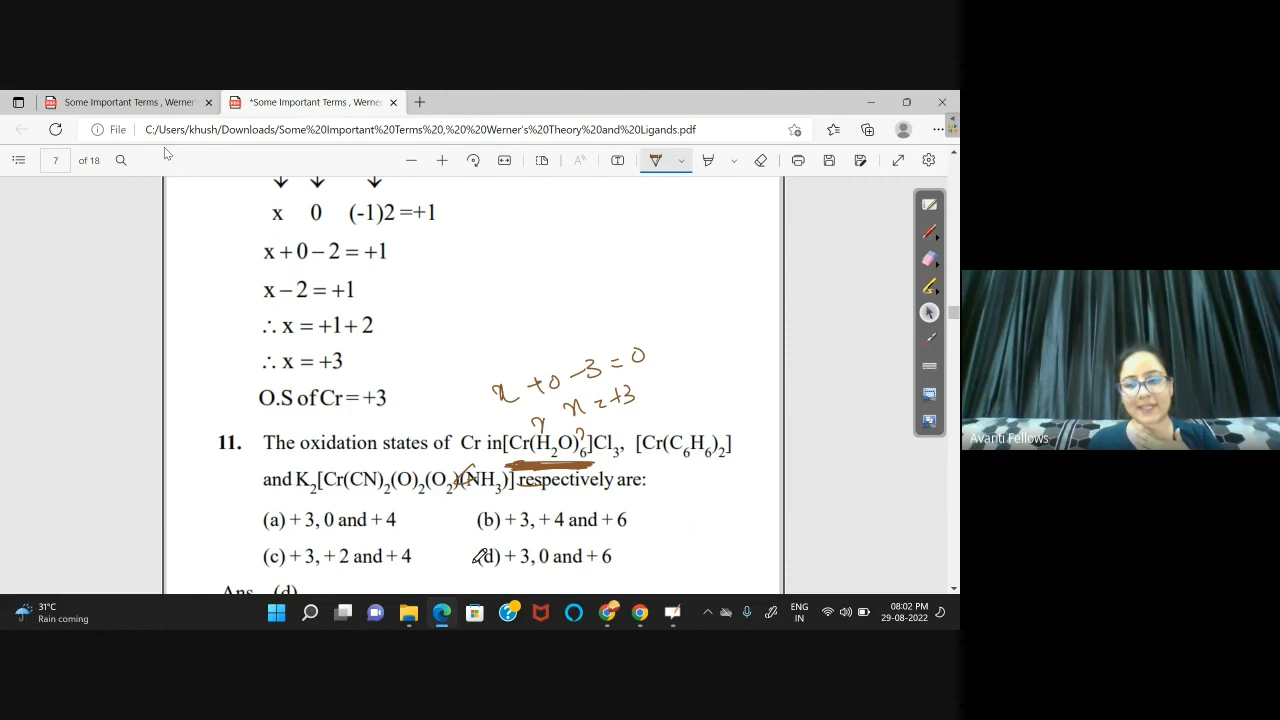 Some Important Terms , Werner
*Some Important Terms , Werne
File
C:/Users/khush/Downloads/Some%20Important%20Terms%20,%20%20Werner's%20Theory%20and%20Ligands.pdf
7 of 18
x 0 (-1)2 =+1
x + 0 – 2 = +1
x – 2 = +1
∴ x = +1 + 2
∴ x = +3
x + 0 – 3 = 0
x = +3
O.S of Cr = +3
11. The oxidation states of Cr in[Cr(H₂O)₆]Cl₃, [Cr(C₆H₆)₂]
and K₂[Cr(CN)₂(O)₂(O₂)(NH₃)] respectively are:
(a) + 3, 0 and + 4 (b) + 3, + 4 and + 6
(c) + 3, + 2 and + 4 (d) + 3, 0 and + 6
Ans (d)
Avanti Fellows
31°C
Rain coming
ENG
IN
08:02 PM
29-08-2022